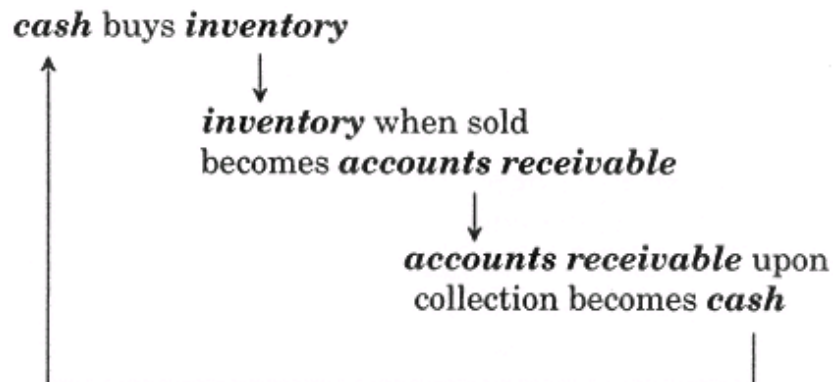 cash buys inventory
inventory when sold
becomes accounts receivable
accounts receivable upon
collection becomes cash